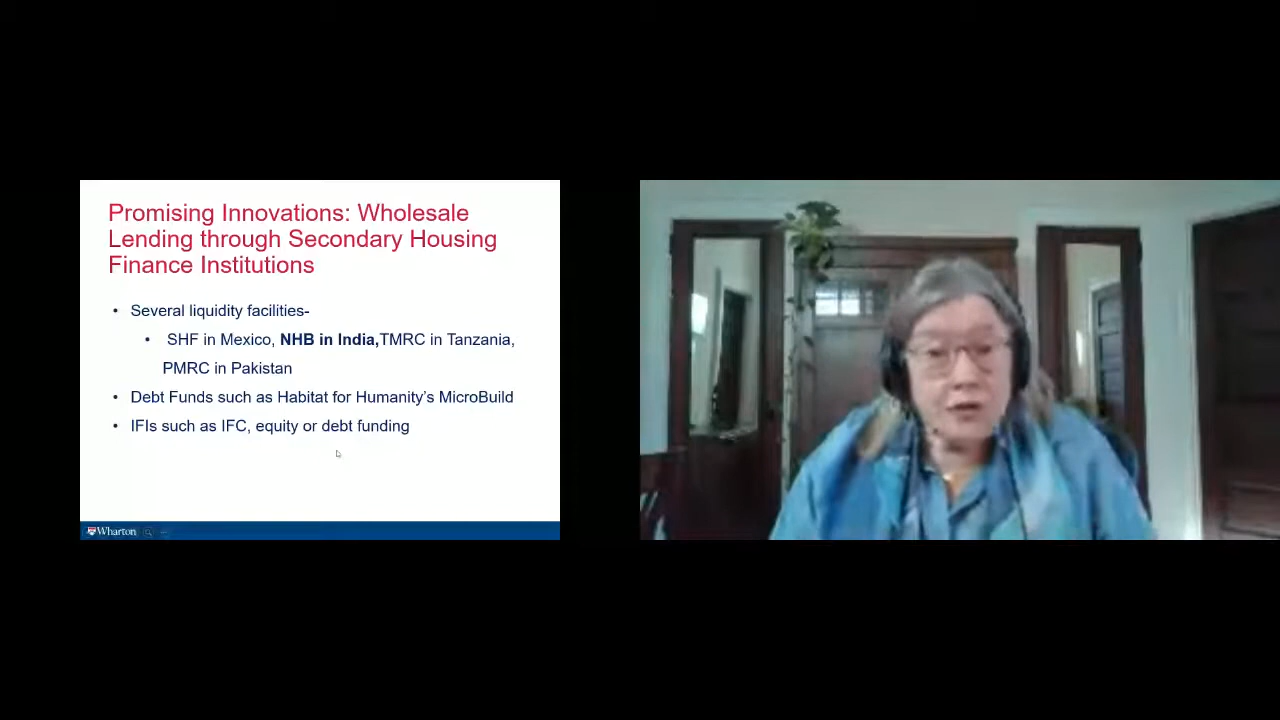 Promising Innovations: Wholesale
Lending through Secondary Housing
Finance Institutions
• Several liquidity facilities-
• SHF in Mexico, NHB in India,TMRC in Tanzania,
PMRC in Pakistan
• Debt Funds such as Habitat for Humanity's MicroBuild
• IFIs such as IFC, equity or debt funding
Wharton